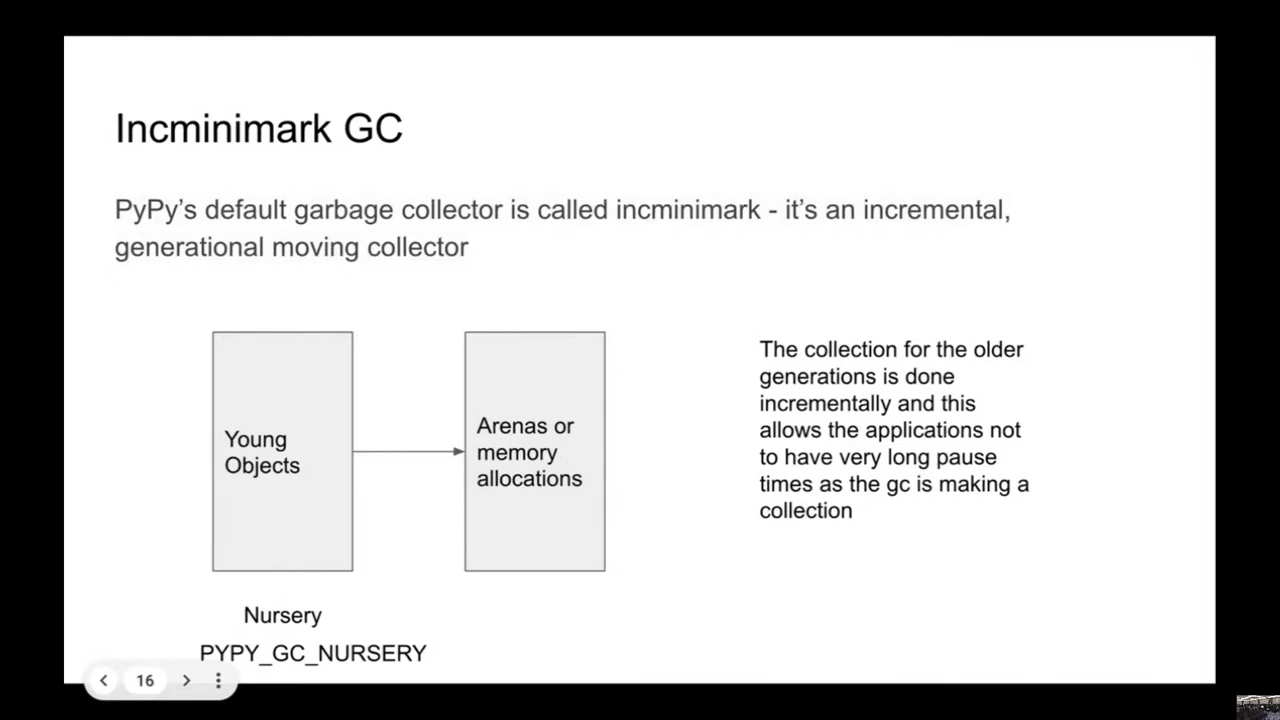 Incminimark GC
PyPy’s default garbage collector is called incminimark - it’s an incremental,
generational moving collector
Young
Objects
Arenas or
memory
allocations
The collection for the older
generations is done
incrementally and this
allows the applications not
to have very long pause
times as the gc is making a
collection
Nursery
PYPY_GC_NURSERY
16